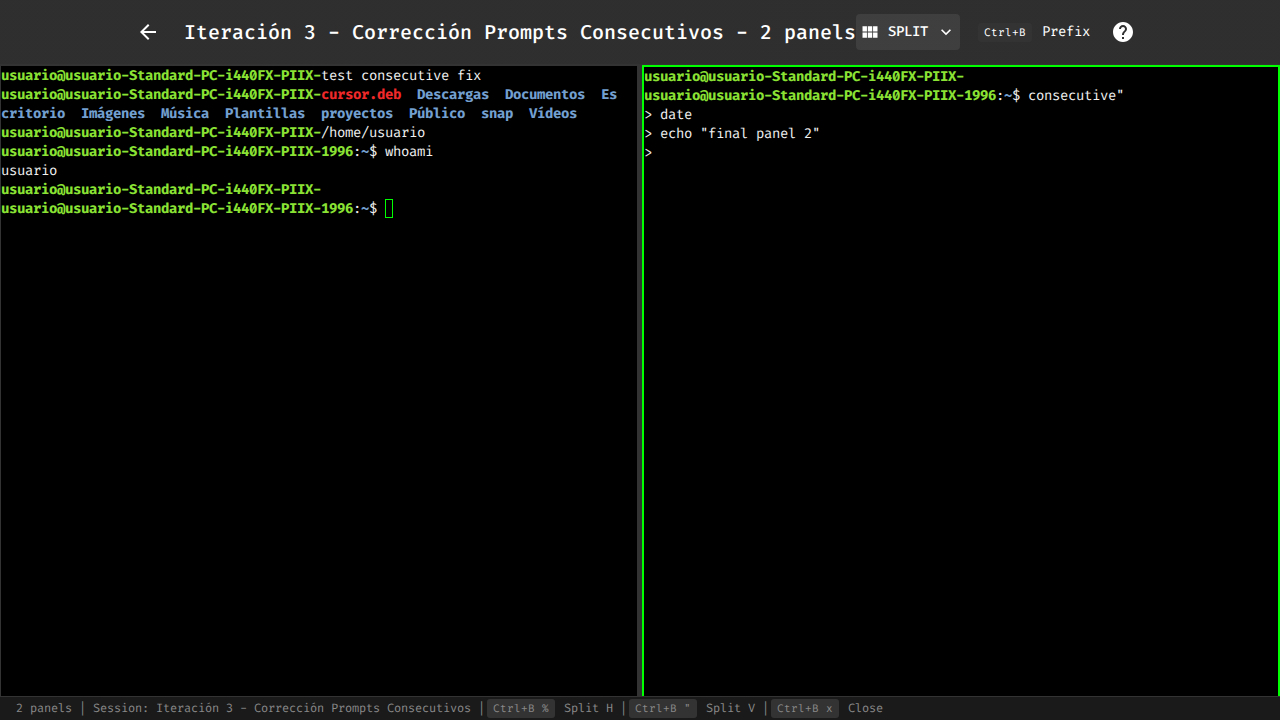 Iteración 3 - Corrección Prompts Consecutivos - 2 panels
SPLIT
Ctrl+B Prefix
usuario@usuario-Standard-PC-i440FX-PIIX-test consecutive fix
usuario@usuario-Standard-PC-i440FX-PIIX-cursor.deb  Descargas  Documentos  Es
critorio  Imágenes  Música  Plantillas  proyectos  Público  snap  Vídeos
usuario@usuario-Standard-PC-i440FX-PIIX-/home/usuario
usuario@usuario-Standard-PC-i440FX-PIIX-1996:~$ whoami
usuario
usuario@usuario-Standard-PC-i440FX-PIIX-
usuario@usuario-Standard-PC-i440FX-PIIX-1996:~$
usuario@usuario-Standard-PC-i440FX-PIIX-
usuario@usuario-Standard-PC-i440FX-PIIX-1996:~$ consecutive"
> date
> echo "final panel 2"
>
2 panels | Session: Iteración 3 - Corrección Prompts Consecutivos | Ctrl+B % Split H | Ctrl+B " Split V | Ctrl+B x Close